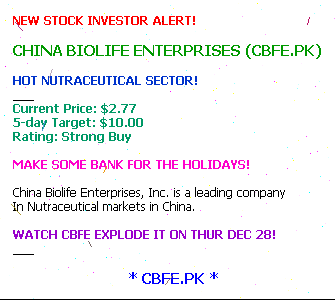 NEW STOCK INVESTOR ALERT!
CHINA BIOLIFE ENTERPRISES (CBFE.PK)
HOT NUTRACEUTICAL SECTOR!
Current Price: $2.77
5-day Target: $10.00
Rating: Strong Buy
MAKE SOME BANK FOR THE HOLIDAYS!
China Biolife Enterprises, Inc. is a leading company
In Nutraceutical markets in China.
WATCH CBFE EXPLODE IT ON THUR DEC 28!
* CBFE.PK *